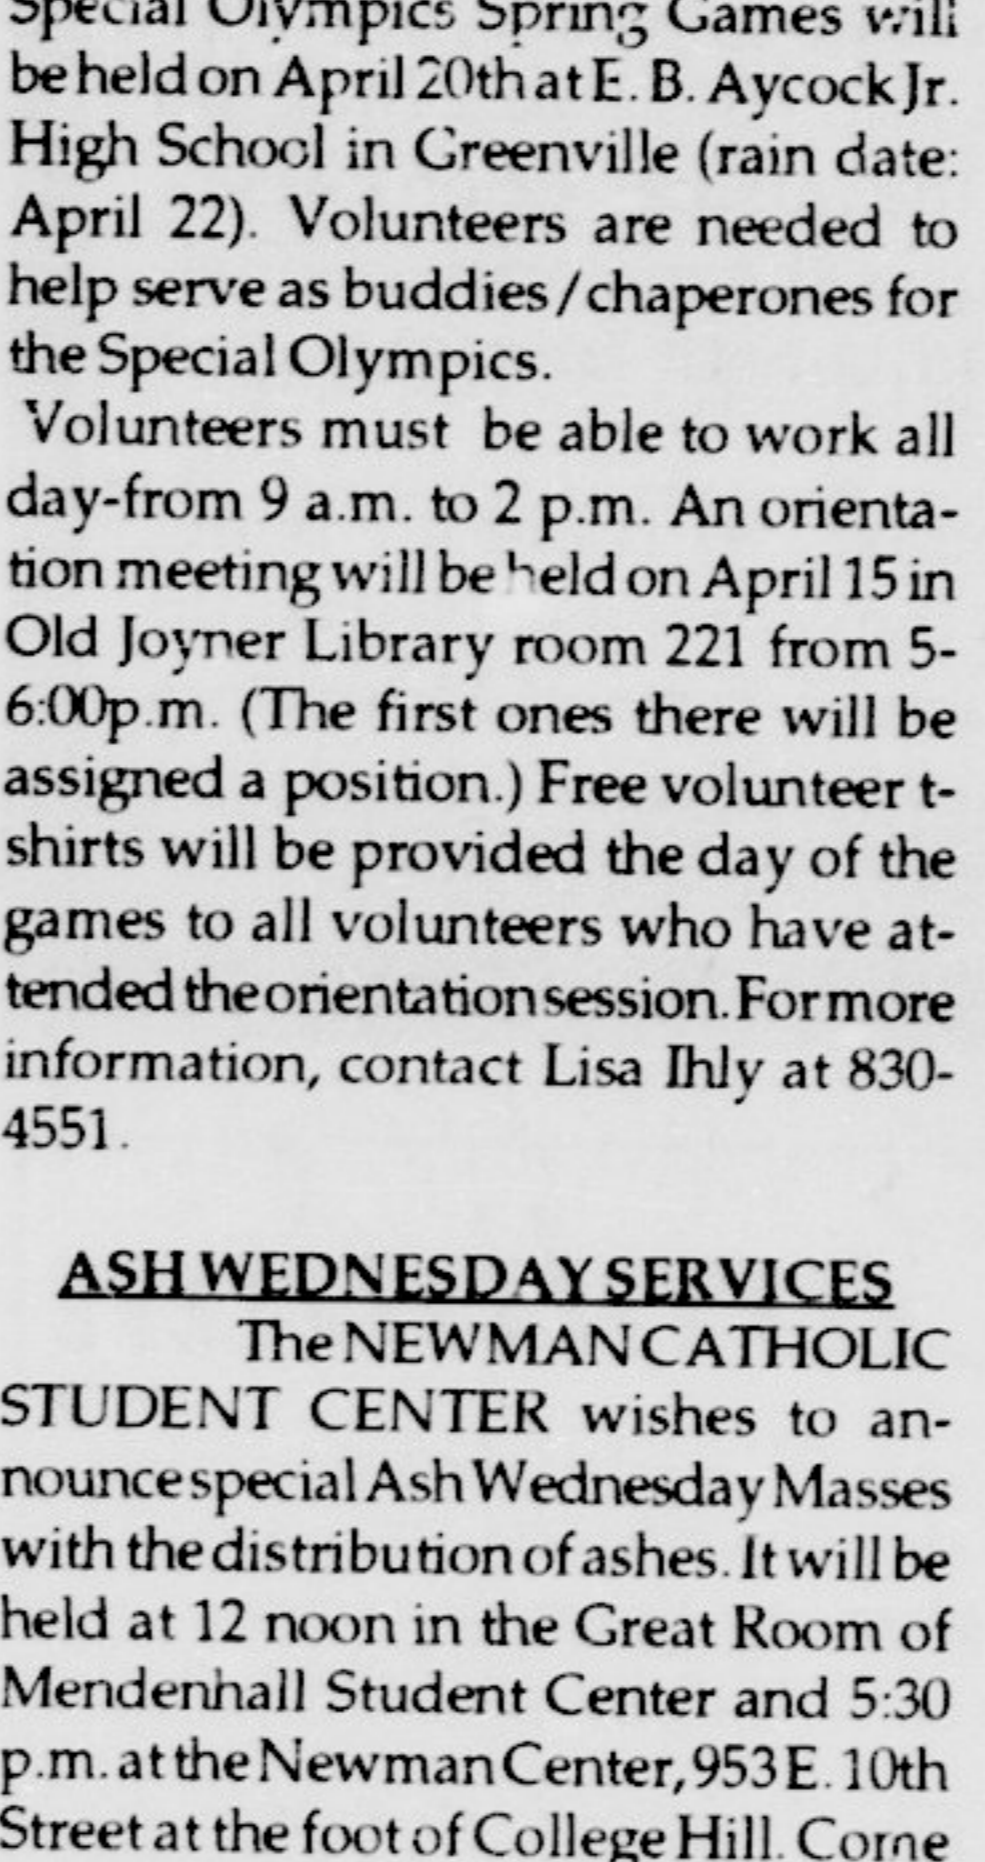 Special Olympics Spring Games will
be held on April 20th at E. B. Aycock Jr.
High School in Greenville (rain date:
April 22). Volunteers are needed to
help serve as buddies/chaperones for
the Special Olympics.
Volunteers must be able to work all
day-from 9 a.m. to 2 p.m. An orienta-
tion meeting will be held on April 15 in
Old Joyner Library room 221 from 5-
6:00p.m. (The first ones there will be
assigned a position.) Free volunteer t-
shirts will be provided the day of the
games to all volunteers who have at-
tended the orientation session. For more
information, contact Lisa Ihly at 830-
4551.
ASH WEDNESDAY SERVICES
The NEWMAN CATHOLIC
STUDENT CENTER wishes to an-
nounce special Ash Wednesday Masses
with the distribution of ashes. It will be
held at 12 noon in the Great Room of
Mendenhall Student Center and 5:30
p.m. at the Newman Center, 953 E. 10th
Street at the foot of College Hill. Come